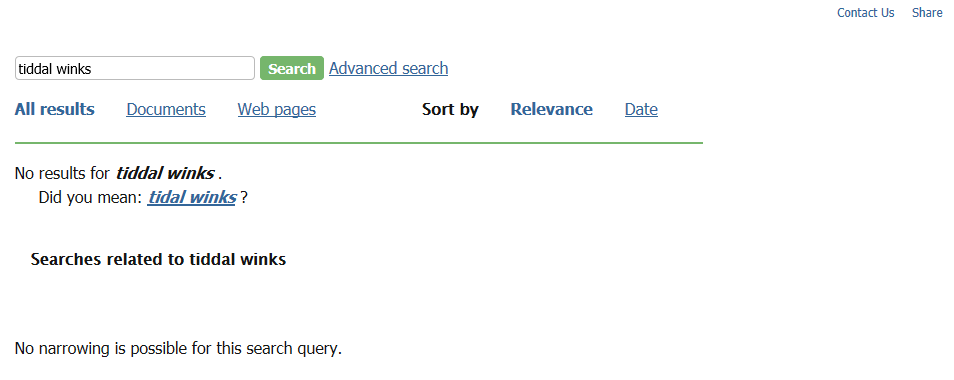 Contact Us Share
tiddal winks Search Advanced search
All results Documents Web pages Sort by Relevance Date
No results for tiddal winks .
Did you mean: tidal winks ?
Searches related to tiddal winks
No narrowing is possible for this search query.